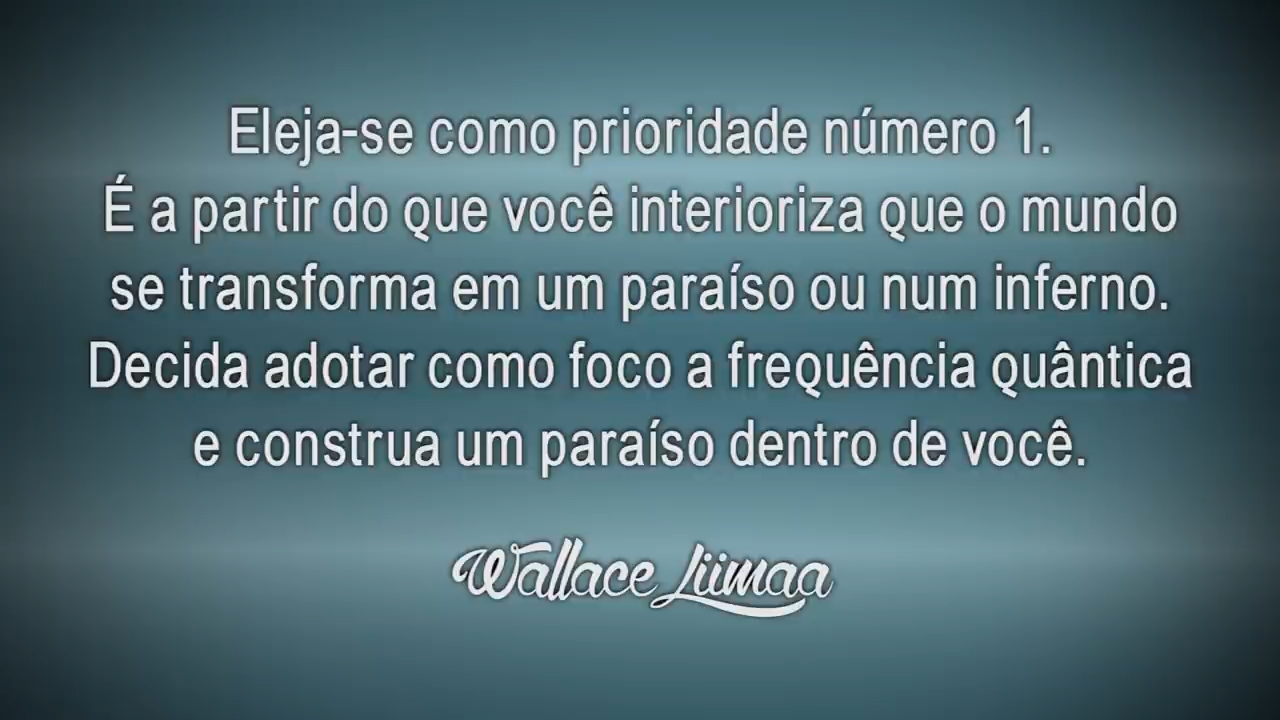 Eleja-se como prioridade número 1.
É a partir do que você interioriza que o mundo
se transforma em um paraíso ou num inferno.
Decida adotar como foco a frequência quântica
e construa um paraíso dentro de você.
Wallace Liimaa